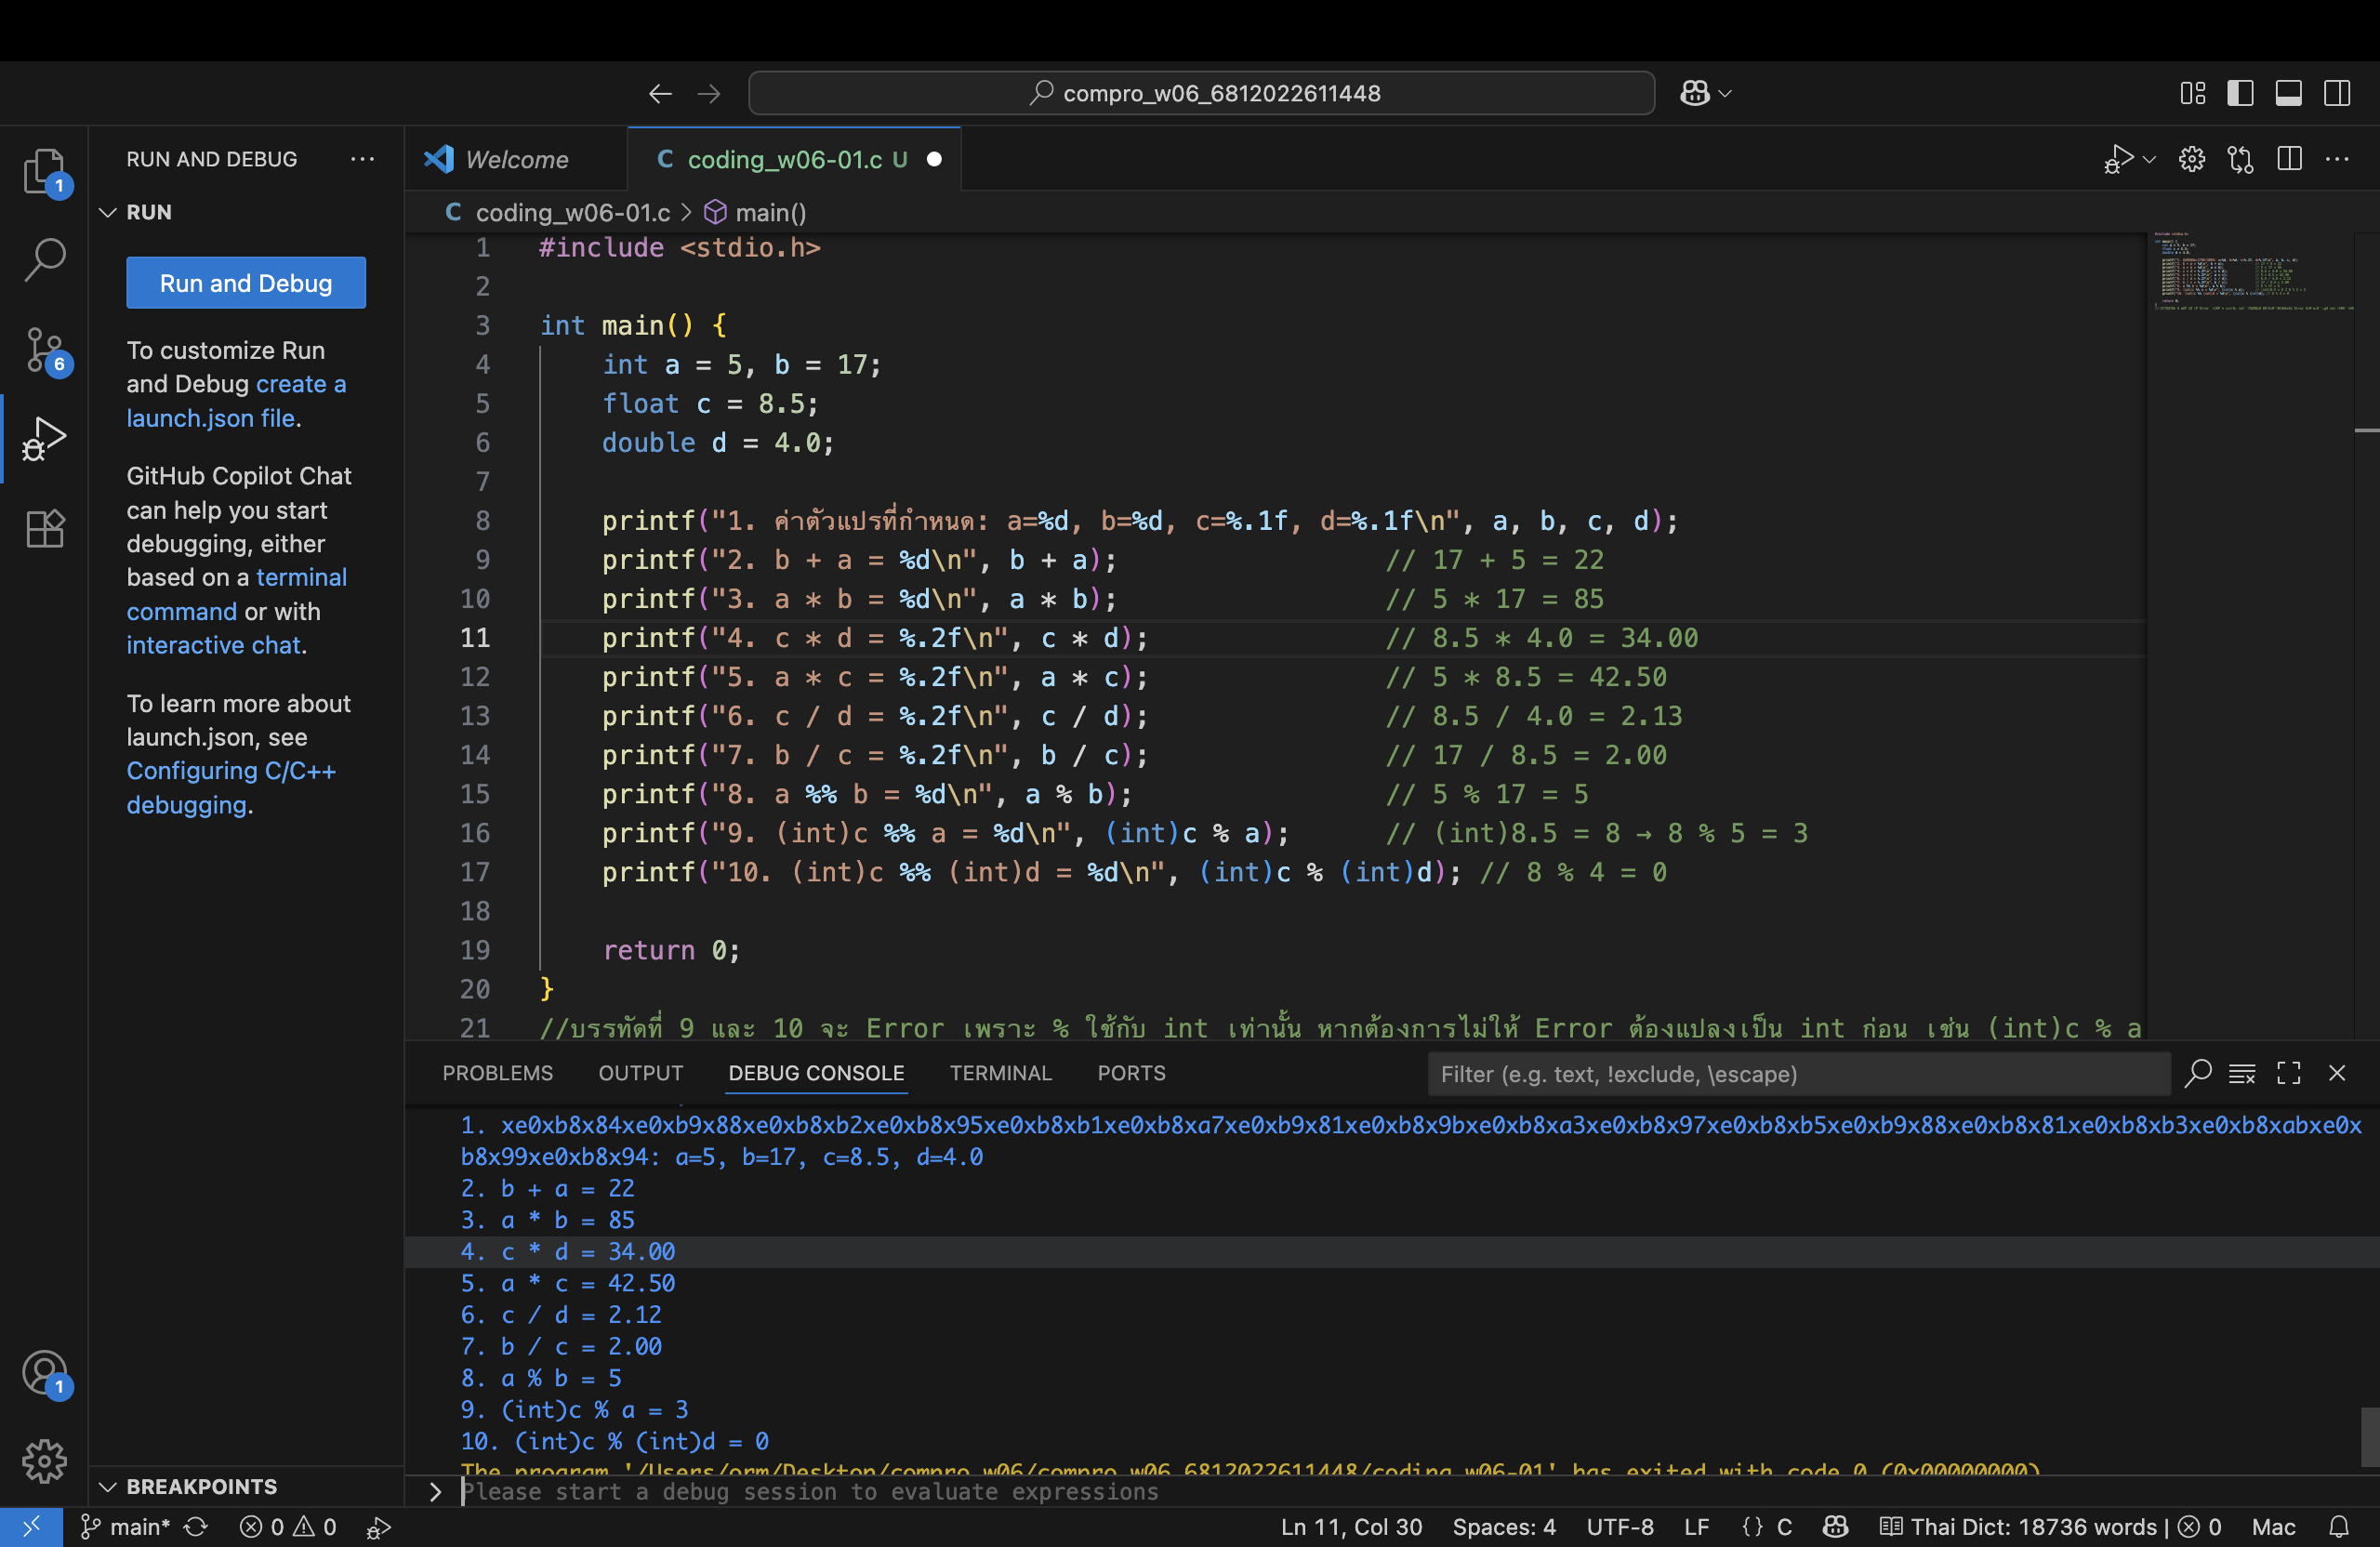 compro_w06_6812022611448
RUN AND DEBUG
Welcome
C coding_w06-01.c U
RUN
C coding_w06-01.c > main()
Run and Debug
To customize Run
and Debug create a
launch.json file.
GitHub Copilot Chat
can help you start
debugging, either
based on a terminal
command or with
interactive chat.
To learn more about
launch.json, see
Configuring C/C++
debugging.
1 #include <stdio.h>
2
3 int main() {
4 int a = 5, b = 17;
5 float c = 8.5;
6 double d = 4.0;
7
8 printf("1. ค่าตัวแปรที่กำหนด: a=%d, b=%d, c=%.1f, d=%.1f\n", a, b, c, d);
9 printf("2. b + a = %d\n", b + a); // 17 + 5 = 22
10 printf("3. a * b = %d\n", a * b); // 5 * 17 = 85
11 printf("4. c * d = %.2f\n", c * d); // 8.5 * 4.0 = 34.00
12 printf("5. a * c = %.2f\n", a * c); // 5 * 8.5 = 42.50
13 printf("6. c / d = %.2f\n", c / d); // 8.5 / 4.0 = 2.13
14 printf("7. b / c = %.2f\n", b / c); // 17 / 8.5 = 2.00
15 printf("8. a %% b = %d\n", a % b); // 5 % 17 = 5
16 printf("9. (int)c %% a = %d\n", (int)c % a); // (int)8.5 = 8 → 8 % 5 = 3
17 printf("10. (int)c %% (int)d = %d\n", (int)c % (int)d); // 8 % 4 = 0
18
19 return 0;
20 }
21 //บรรทัดที่ 9 และ 10 จะ Error เพราะ % ใช้กับ int เท่านั้น หากต้องการไม่ให้ Error ต้องแปลงเป็น int ก่อน เช่น (int)c % a
PROBLEMS OUTPUT DEBUG CONSOLE TERMINAL PORTS Filter (e.g. text, !exclude, \escape)
1. xe0xb8x84xe0xb9x88xe0xb8xb2xe0xb8x95xe0xb8xb1xe0xb8xa7xe0xb9x81xe0xb8x9bxe0xb8xa3xe0xb8x97xe0xb8xb5xe0xb9x88xe0xb8x81xe0xb8xb3xe0xb8xabxe0x
b8x99xe0xb8x94: a=5, b=17, c=8.5, d=4.0
2. b + a = 22
3. a * b = 85
4. c * d = 34.00
5. a * c = 42.50
6. c / d = 2.12
7. b / c = 2.00
8. a % b = 5
9. (int)c % a = 3
10. (int)c % (int)d = 0
The program '/Users/orm/Desktop/compro_w06/compro_w06_6812022611448/coding_w06-01' has exited with code 0 (0x00000000).
BREAKPOINTS
Please start a debug session to evaluate expressions
main* 0 0 Ln 11, Col 30 Spaces: 4 UTF-8 LF {} C Thai Dict: 18736 words | 0 Mac
1
6
1